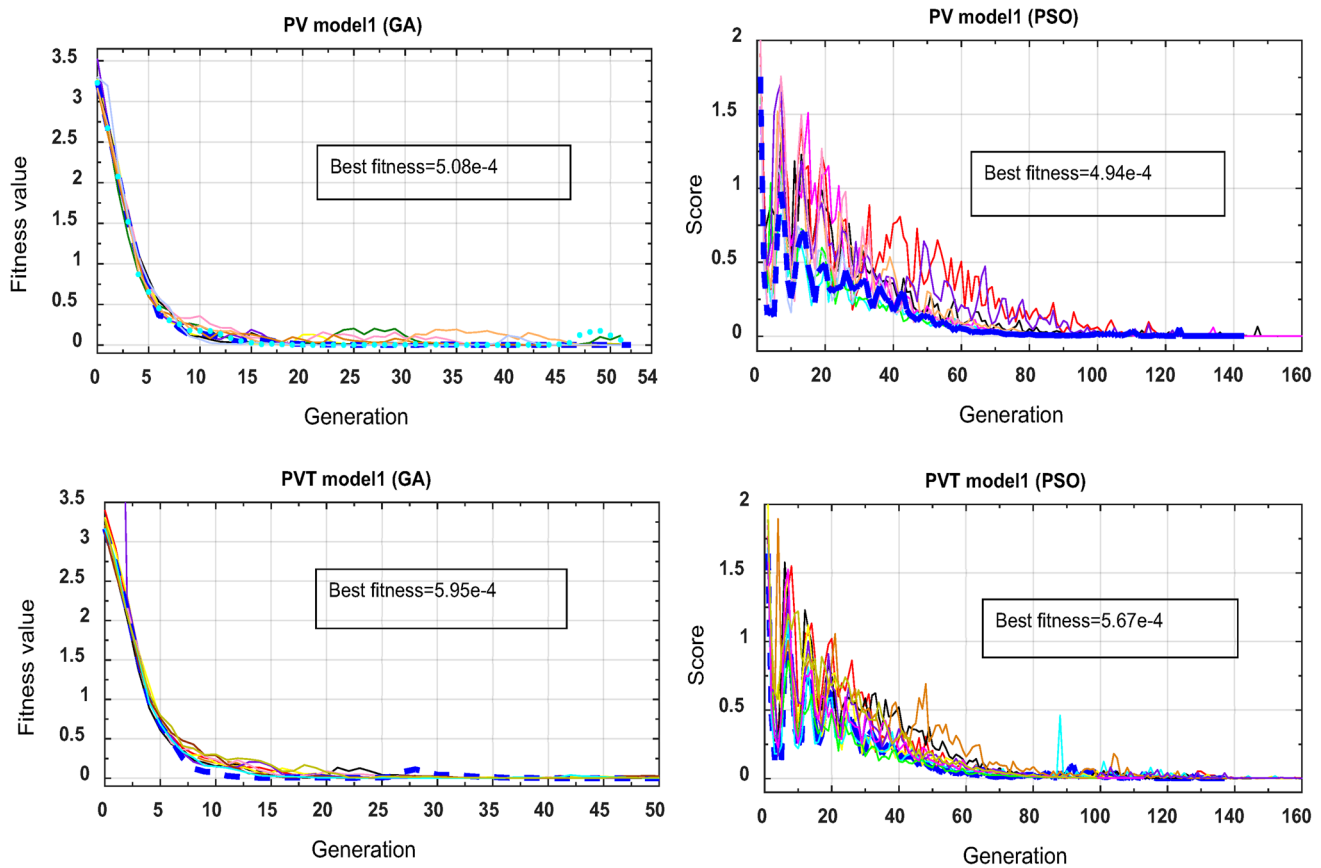 PV model1 (GA)
3.5
3
2.5
2
1.5
1
0.5
0
Fitness value
Best fitness=5.08e-4
0 5 10 15 20 25 30 35 40 45 50 54
Generation
PV model1 (PSO)
2
1.5
1
0.5
0
Score
Best fitness=4.94e-4
0 20 40 60 80 100 120 140 160
Generation
PVT model1 (GA)
3.5
3
2.5
2
1.5
1
0.5
0
Fitness value
Best fitness=5.95e-4
0 5 10 15 20 25 30 35 40 45 50
Generation
PVT model1 (PSO)
2
1.5
1
0.5
0
Score
Best fitness=5.67e-4
0 20 40 60 80 100 120 140 160
Generation